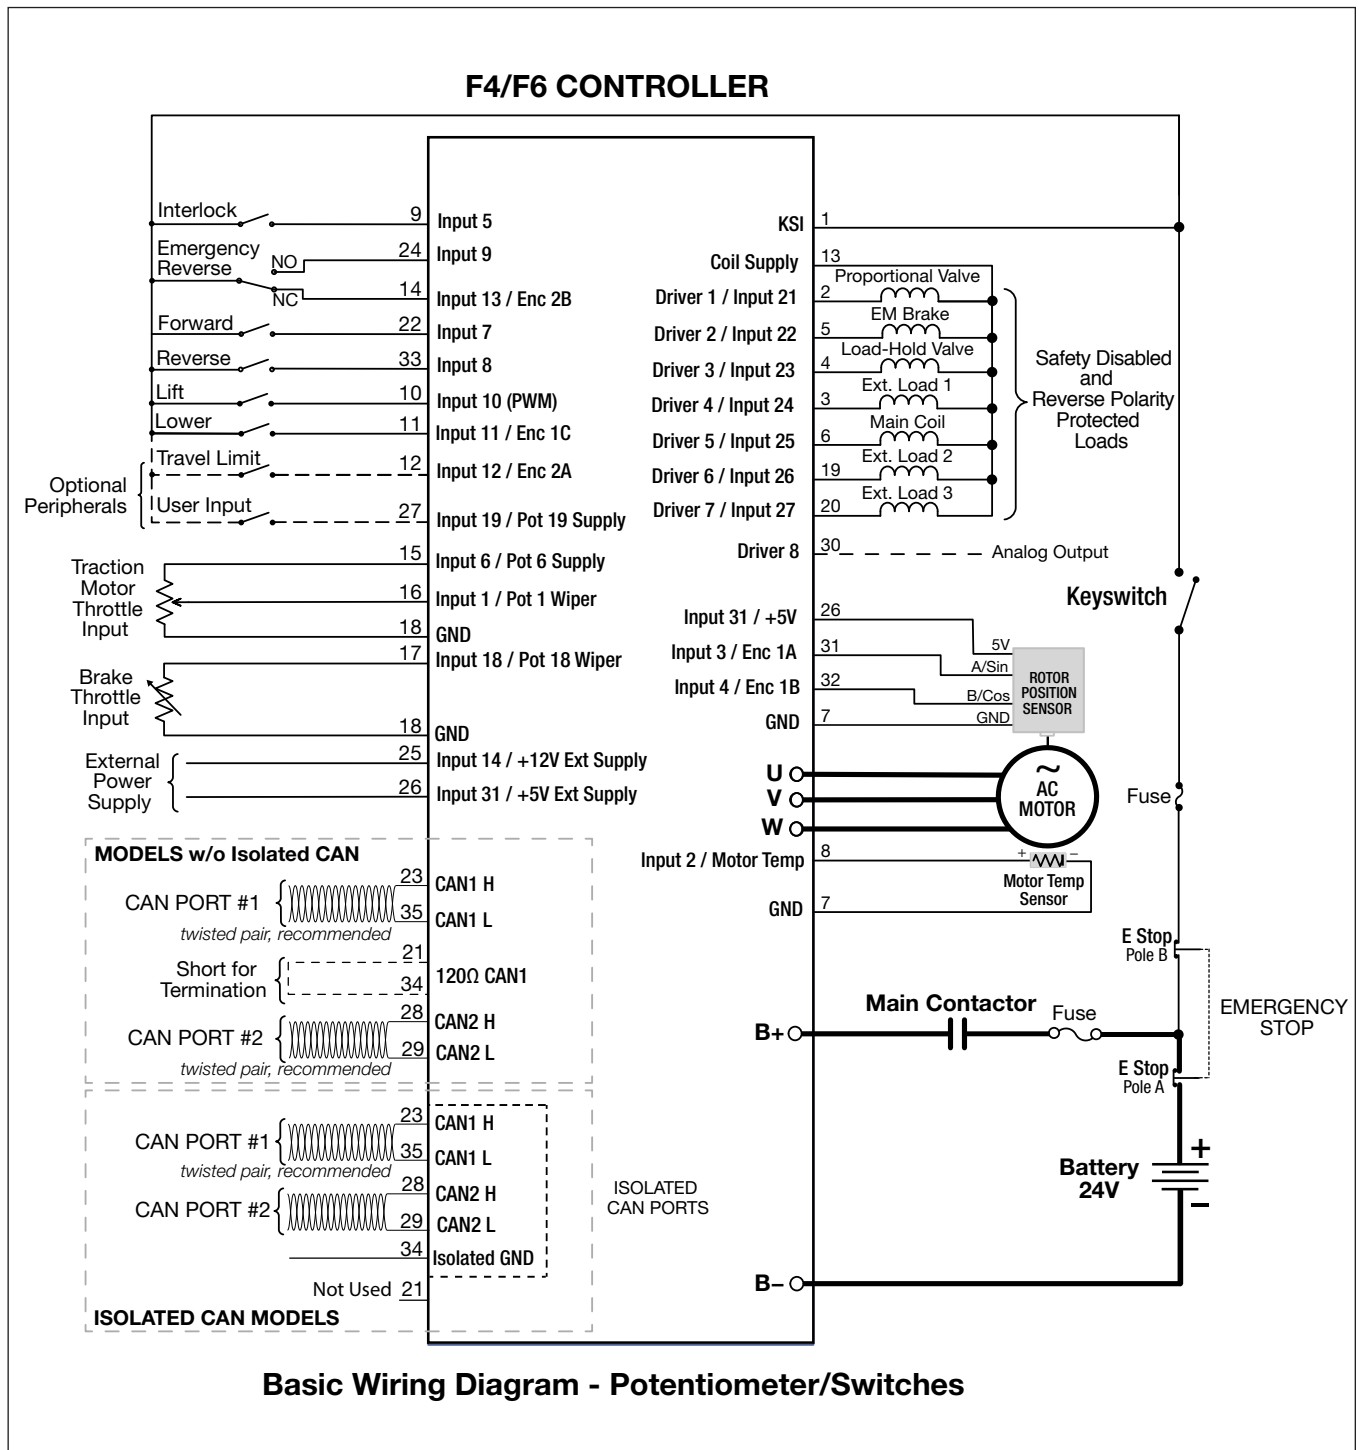 F4/F6 CONTROLLER
Interlock
9
Input 5
Emergency
Reverse
NO
24
Input 9
NC
14
Input 13 / Enc 2B
Forward
22
Input 7
Reverse
33
Input 8
Lift
10
Input 10 (PWM)
Lower
11
Input 11 / Enc 1C
Optional
Peripherals
Travel Limit
12
Input 12 / Enc 2A
User Input
27
Input 19 / Pot 19 Supply
Traction
Motor
Throttle
Input
15
Input 6 / Pot 6 Supply
16
Input 1 / Pot 1 Wiper
18
GND
Brake
Throttle
Input
17
Input 18 / Pot 18 Wiper
18
GND
External
Power
Supply
25
Input 14 / +12V Ext Supply
26
Input 31 / +5V Ext Supply
MODELS w/o Isolated CAN
CAN PORT #1
23
CAN1 H
35
CAN1 L
twisted pair, recommended
Short for
Termination
21
34
120Ω CAN1
CAN PORT #2
28
CAN2 H
29
CAN2 L
twisted pair, recommended
CAN PORT #1
23
CAN1 H
35
CAN1 L
twisted pair, recommended
CAN PORT #2
28
CAN2 H
29
CAN2 L
34
Isolated GND
Not Used
21
ISOLATED CAN MODELS
ISOLATED
CAN PORTS
KSI
1
Coil Supply
13
Driver 1 / Input 21
2
Proportional Valve
Driver 2 / Input 22
5
EM Brake
Driver 3 / Input 23
4
Load-Hold Valve
Driver 4 / Input 24
3
Ext. Load 1
Driver 5 / Input 25
6
Main Coil
Driver 6 / Input 26
19
Ext. Load 2
Driver 7 / Input 27
20
Ext. Load 3
Safety Disabled
and
Reverse Polarity
Protected
Loads
Driver 8
30
Analog Output
Keyswitch
Input 31 / +5V
26
5V
Input 3 / Enc 1A
31
A/Sin
Input 4 / Enc 1B
32
B/Cos
GND
7
GND
ROTOR
POSITION
SENSOR
U
V
W
~
AC
MOTOR
Fuse
Input 2 / Motor Temp
8
+
–
Motor Temp
Sensor
GND
7
E Stop
Pole B
Main Contactor
Fuse
B+
EMERGENCY
STOP
E Stop
Pole A
Battery
24V
+
–
B–
Basic Wiring Diagram - Potentiometer/Switches